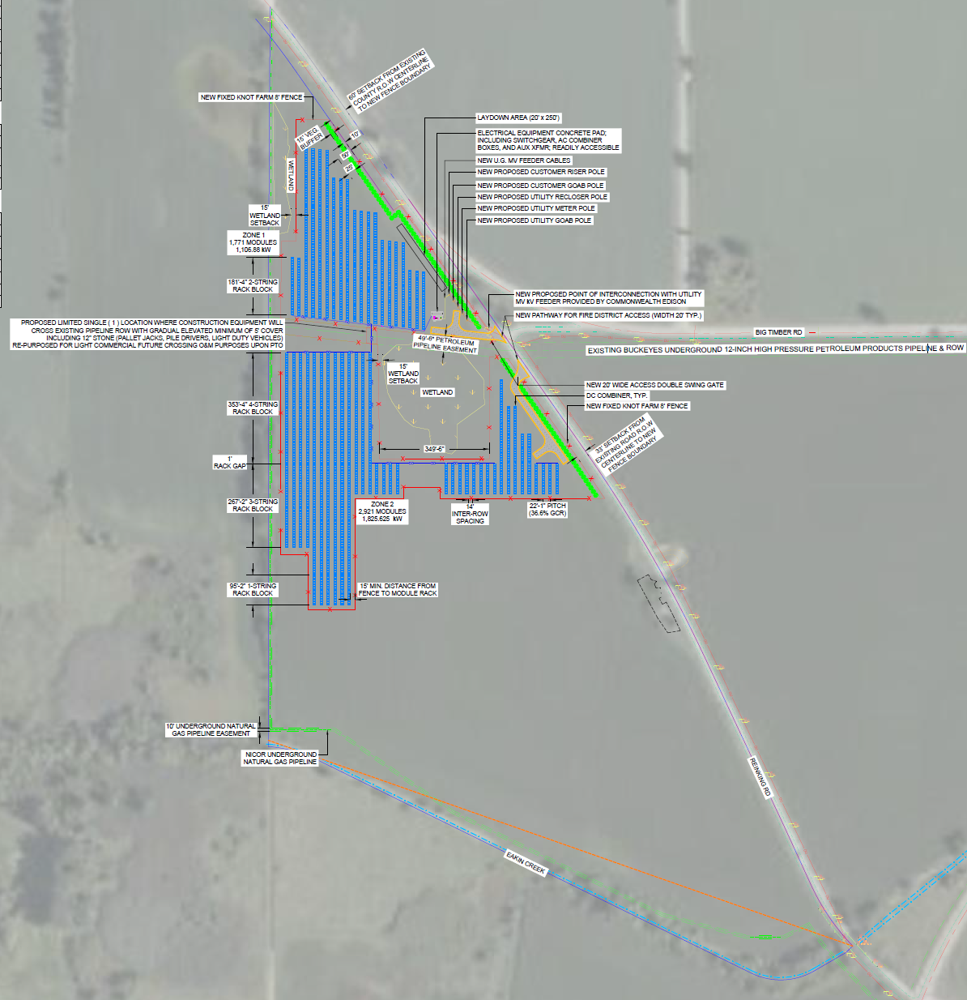 60' SETBACK FROM EXISTING
COUNTY R.O.W CENTERLINE
TO NEW FENCE BOUNDARY
NEW FIXED KNOT FARM 8' FENCE
15' VEG.
BUFFER
10'
50'
25'
WETLAND
LAYDOWN AREA (20' x 250')
ELECTRICAL EQUIPMENT CONCRETE PAD;
INCLUDING SWITCHGEAR, AC COMBINER
BOXES, AND AUX XFMR; READILY ACCESSIBLE
NEW U.G. MV FEEDER CABLES
NEW PROPOSED CUSTOMER RISER POLE
NEW PROPOSED CUSTOMER GOAB POLE
NEW PROPOSED UTILITY RECLOSER POLE
NEW PROPOSED UTILITY METER POLE
NEW PROPOSED UTILITY GOAB POLE
15'
WETLAND
SETBACK
ZONE 1
1,771 MODULES
1,106.88 kW
181'-4" 2-STRING
RACK BLOCK
NEW PROPOSED POINT OF INTERCONNECTION WITH UTILITY
MV kV FEEDER PROVIDED BY COMMONWEALTH EDISON
NEW PATHWAY FOR FIRE DISTRICT ACCESS (WIDTH 20' TYP.)
PROPOSED LIMITED SINGLE ( 1 ) LOCATION WHERE CONSTRUCTION EQUIPMENT WILL
CROSS EXISTING PIPELINE ROW WITH GRADUAL ELEVATED MINIMUM OF 5' COVER
INCLUDING 12" STONE (PALLET JACKS, PILE DRIVERS, LIGHT DUTY VEHICLES)
RE-PURPOSED FOR LIGHT COMMERCIAL FUTURE CROSSING O&M PURPOSES UPON PTO
BIG TIMBER RD
49'-6" PETROLEUM
PIPELINE EASEMENT
EXISTING BUCKEYES UNDERGROUND 12-INCH HIGH PRESSURE PETROLEUM PRODUCTS PIPELINE & ROW
15'
WETLAND
SETBACK
WETLAND
NEW 20' WIDE ACCESS DOUBLE SWING GATE
DC COMBINER, TYP.
NEW FIXED KNOT FARM 8' FENCE
353'-4" 4-STRING
RACK BLOCK
33' SETBACK FROM
EXISTING ROAD R.O.W
CENTERLINE TO NEW
FENCE BOUNDARY
349'-6"
1"
RACK GAP
267'-2" 3-STRING
RACK BLOCK
ZONE 2
2,921 MODULES
1,825.625 kW
14'
INTER-ROW
SPACING
22'-1" PITCH
(36.6% GCR)
95'-2" 1-STRING
RACK BLOCK
15' MIN. DISTANCE FROM
FENCE TO MODULE RACK
10' UNDERGROUND NATURAL
GAS PIPELINE EASEMENT
NICOR UNDERGROUND
NATURAL GAS PIPELINE
REINKING RD
EAKIN CREEK